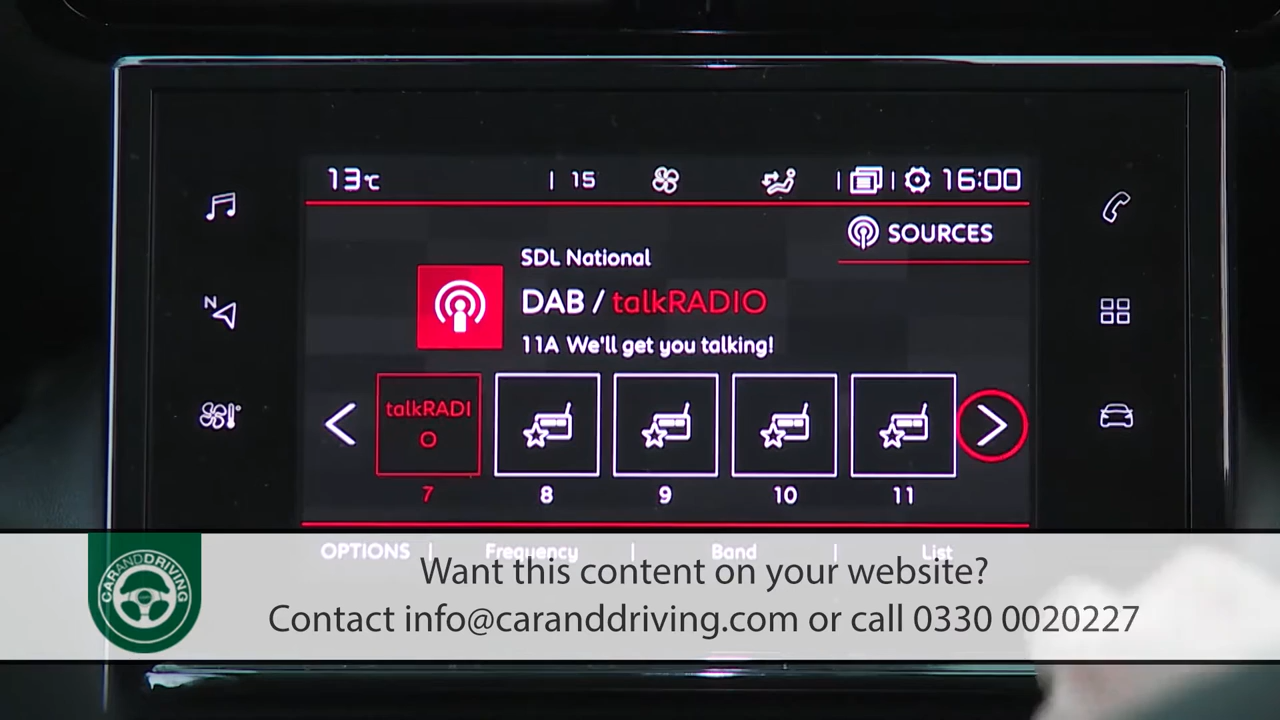 13°C | 15 | | 16:00
SOURCES
N
SDL National
DAB / talkRADIO
11A We'll get you talking!
talkRADI
O
7 8 9 10 11
OPTIONS | Frequency | Band | List
CARANDDRIVING
Want this content on your website?
Contact info@caranddriving.com or call 0330 0020227